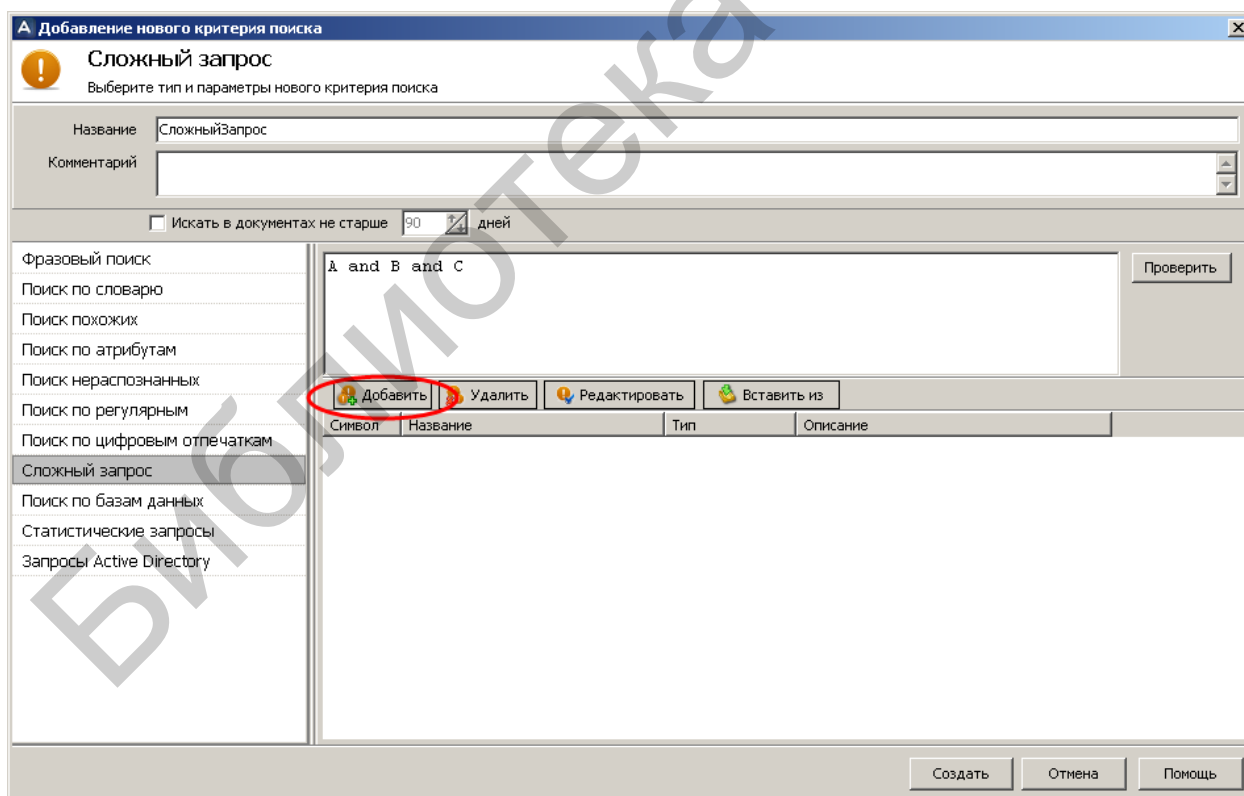 А Добавление нового критерия поиска
Сложный запрос
Выберите тип и параметры нового критерия поиска
Название СложныйЗапрос
Комментарий
Искать в документах не старше 90 дней
Фразовый поиск
Поиск по словарю
Поиск похожих
Поиск по атрибутам
Поиск нераспознанных
Поиск по регулярным
Поиск по цифровым отпечаткам
Сложный запрос
Поиск по базам данных
Статистические запросы
Запросы Active Directory
A and B and C
Проверить
Добавить Удалить Редактировать Вставить из
Символ Название Тип Описание
Создать Отмена Помощь
Библиотека